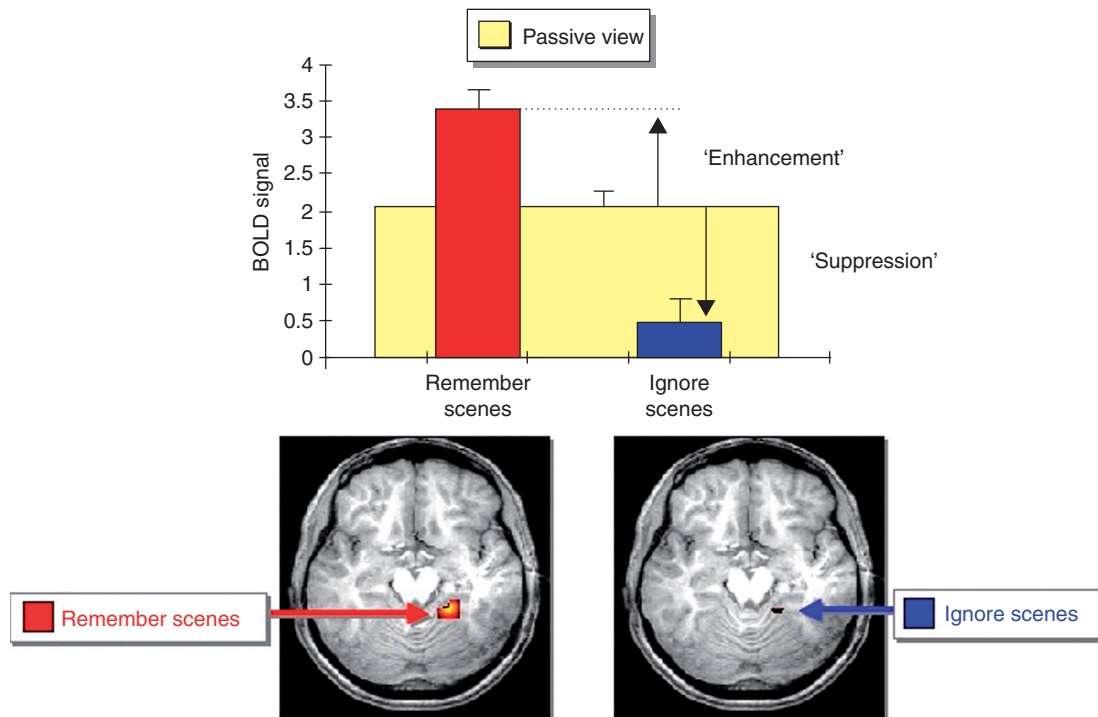 Passive view
4
3.5
3
2.5
2
1.5
1
0.5
0
BOLD signal
'Enhancement'
'Suppression'
Remember
scenes
Ignore
scenes
Remember scenes
Ignore scenes